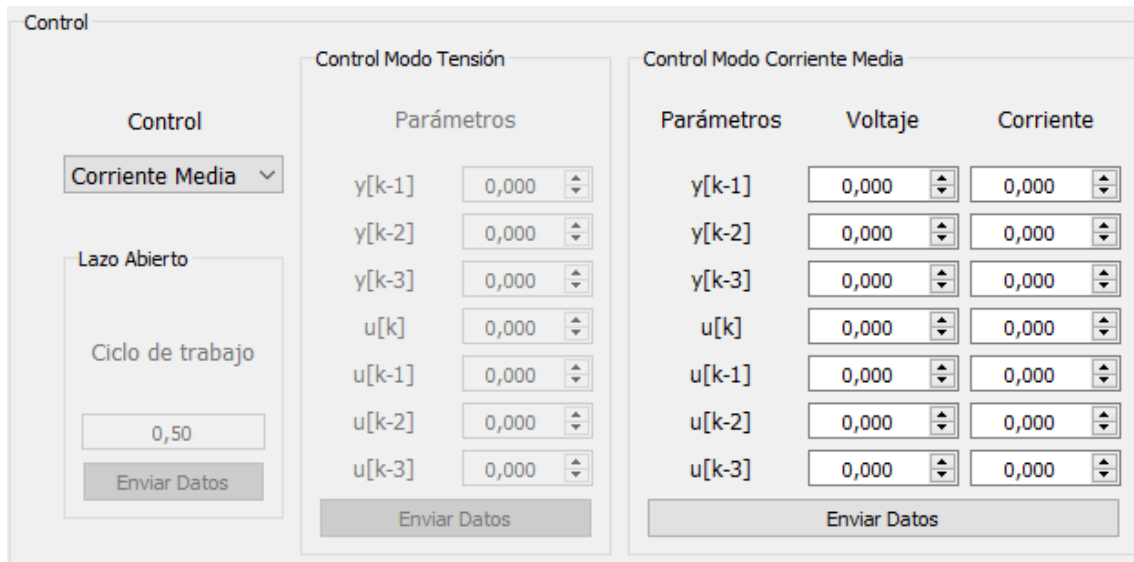 Control
Control Modo Tensión
Control Modo Corriente Media
Control
Parámetros
Parámetros Voltaje Corriente
Corriente Media
y[k-1] 0,000
y[k-1] 0,000 0,000
y[k-2] 0,000
y[k-2] 0,000 0,000
Lazo Abierto
y[k-3] 0,000
y[k-3] 0,000 0,000
u[k] 0,000
u[k] 0,000 0,000
Ciclo de trabajo
u[k-1] 0,000
u[k-1] 0,000 0,000
0,50
u[k-2] 0,000
u[k-2] 0,000 0,000
Enviar Datos
u[k-3] 0,000
u[k-3] 0,000 0,000
Enviar Datos
Enviar Datos